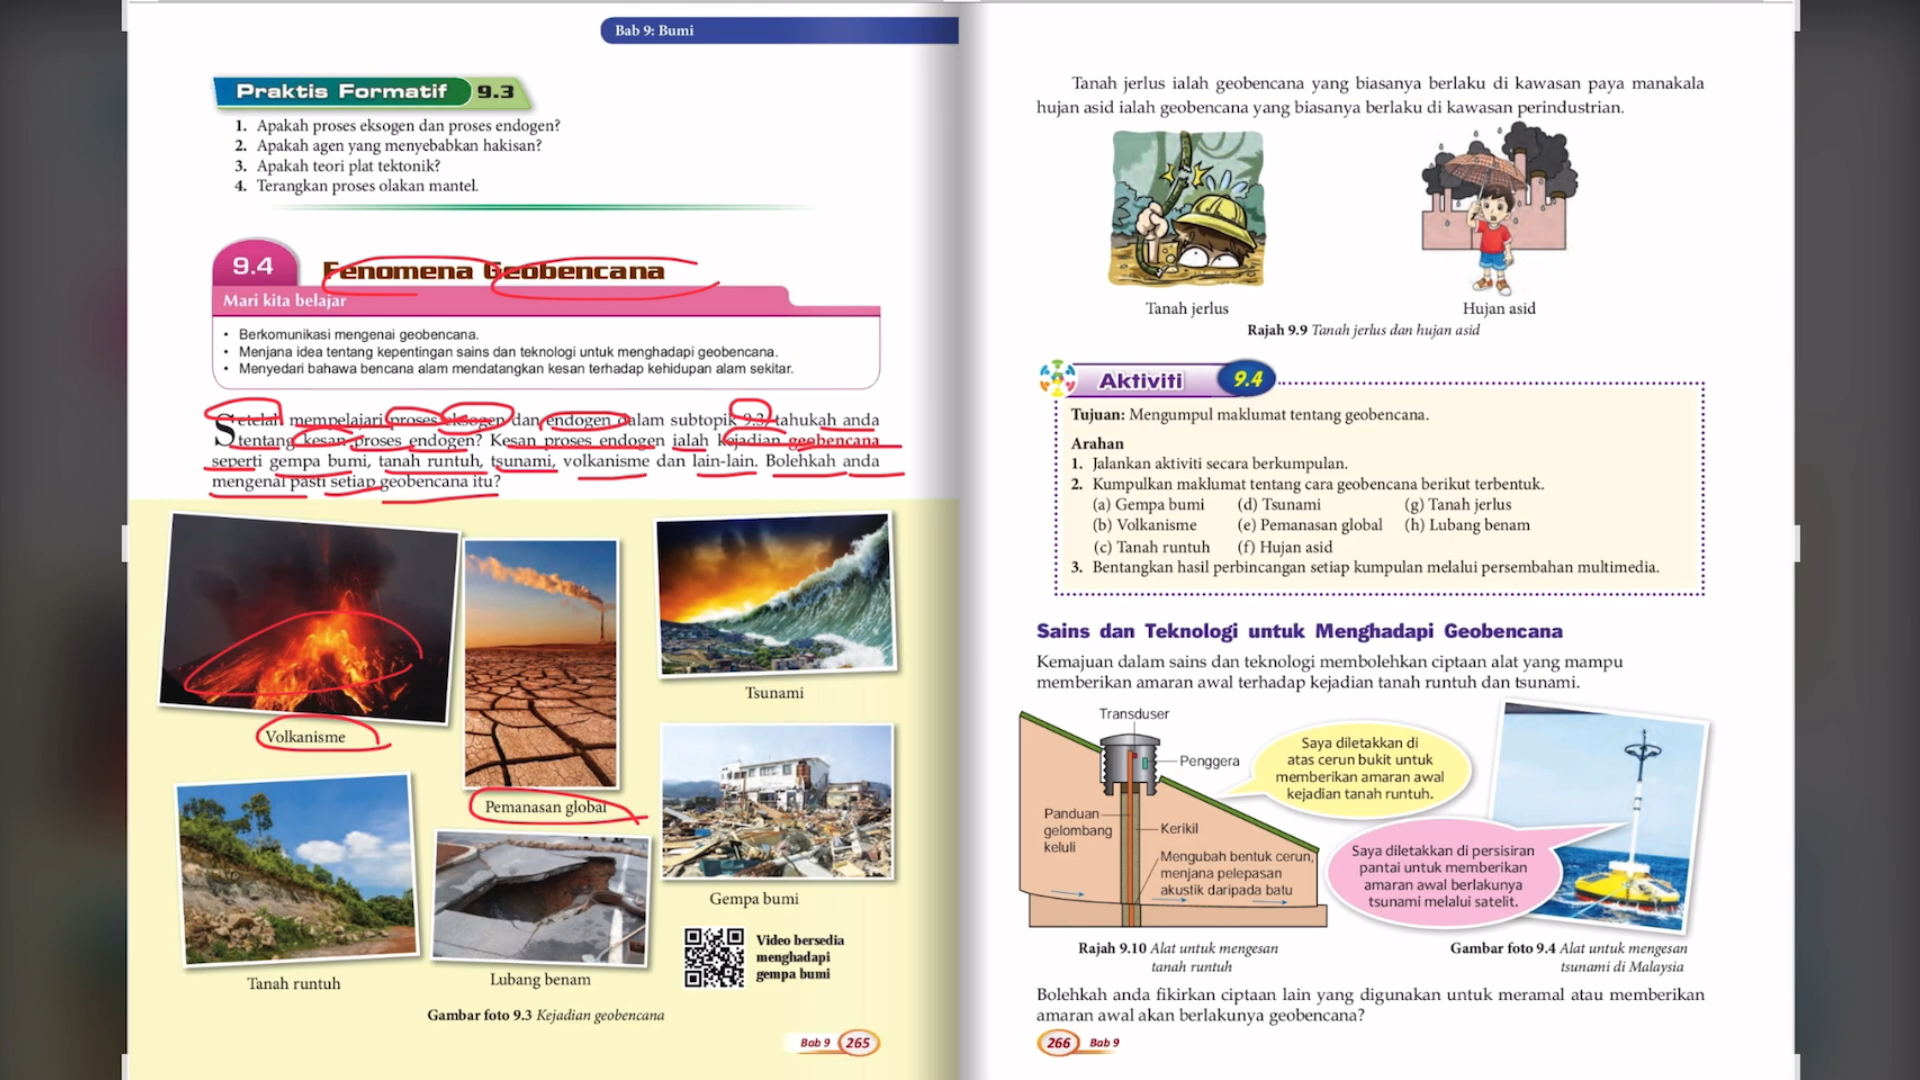 Bab 9: Bumi
Praktis Formatif 9.3
1. Apakah proses eksogen dan proses endogen?
2. Apakah agen yang menyebabkan hakisan?
3. Apakah teori plat tektonik?
4. Terangkan proses olakan mantel.
9.4 Fenomena Geobencana
Mari kita belajar
• Berkomunikasi mengenai geobencana.
• Menjana idea tentang kepentingan sains dan teknologi untuk menghadapi geobencana.
• Menyedari bahawa bencana alam mendatangkan kesan terhadap kehidupan alam sekitar.
Setelah mempelajari proses eksogen dan endogen dalam subtopik 9.3, tahukah anda
tentang kesan proses endogen? Kesan proses endogen ialah kejadian geobencana
seperti gempa bumi, tanah runtuh, tsunami, volkanisme dan lain-lain. Bolehkah anda
mengenal pasti setiap geobencana itu?
Volkanisme
Pemanasan global
Tsunami
Tanah runtuh
Lubang benam
Gempa bumi
Video bersedia
menghadapi
gempa bumi
Gambar foto 9.3 Kejadian geobencana
Bab 9 265
Tanah jerlus ialah geobencana yang biasanya berlaku di kawasan paya manakala
hujan asid ialah geobencana yang biasanya berlaku di kawasan perindustrian.
Tanah jerlus
Hujan asid
Rajah 9.9 Tanah jerlus dan hujan asid
Aktiviti 9.4
Tujuan: Mengumpul maklumat tentang geobencana.
Arahan
1. Jalankan aktiviti secara berkumpulan.
2. Kumpulkan maklumat tentang cara geobencana berikut terbentuk.
(a) Gempa bumi (d) Tsunami (g) Tanah jerlus
(b) Volkanisme (e) Pemanasan global (h) Lubang benam
(c) Tanah runtuh (f) Hujan asid
3. Bentangkan hasil perbincangan setiap kumpulan melalui persembahan multimedia.
Sains dan Teknologi untuk Menghadapi Geobencana
Kemajuan dalam sains dan teknologi membolehkan ciptaan alat yang mampu
memberikan amaran awal terhadap kejadian tanah runtuh dan tsunami.
Transduser
Penggera
Panduan
gelombang
keluli
Kerikil
Mengubah bentuk cerun,
menjana pelepasan
akustik daripada batu
Saya diletakkan di
atas cerun bukit untuk
memberikan amaran awal
kejadian tanah runtuh.
Saya diletakkan di persisiran
pantai untuk memberikan
amaran awal berlakunya
tsunami melalui satelit.
Rajah 9.10 Alat untuk mengesan
tanah runtuh
Gambar foto 9.4 Alat untuk mengesan
tsunami di Malaysia
Bolehkah anda fikirkan ciptaan lain yang digunakan untuk meramal atau memberikan
amaran awal akan berlakunya geobencana?
266 Bab 9